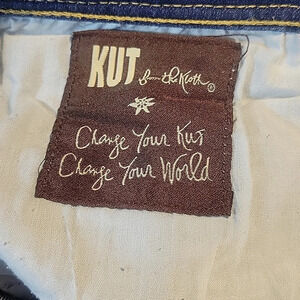 KUT from the Kloth ®
Change Your Kut
Change Your World